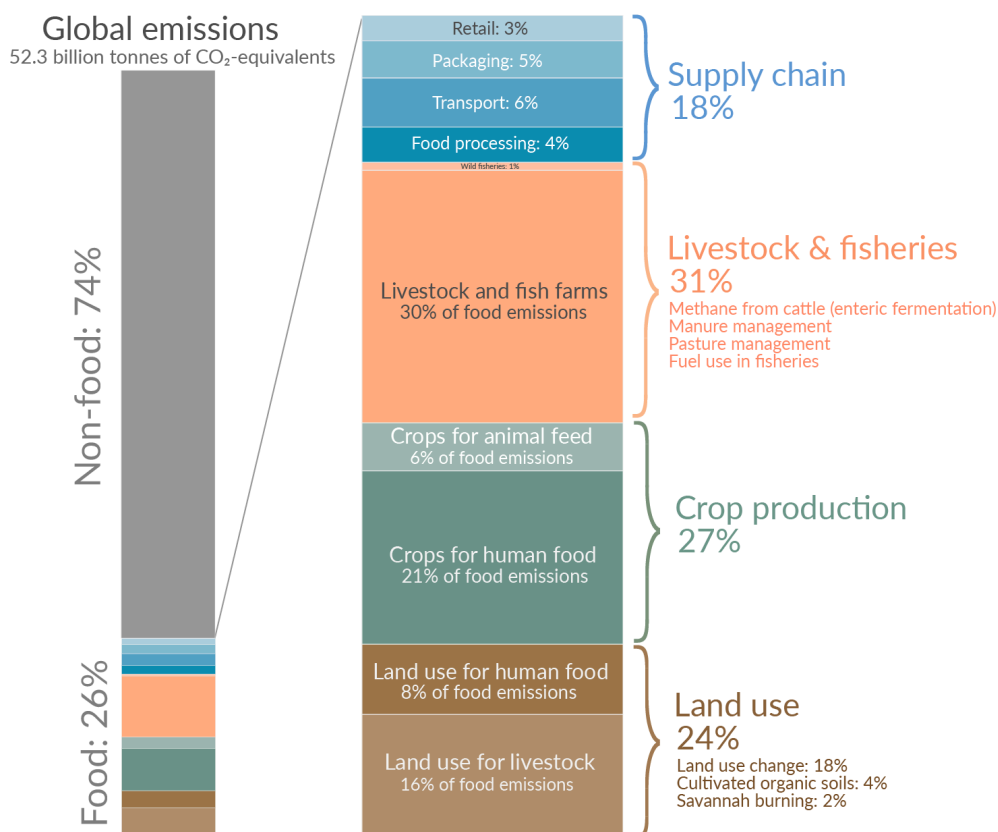 Global emissions
52.3 billion tonnes of CO₂-equivalents
Non-food: 74%
Food: 26%
Retail: 3%
Packaging: 5%
Transport: 6%
Food processing: 4%
Wild fisheries: 1%
Livestock and fish farms
30% of food emissions
Crops for animal feed
6% of food emissions
Crops for human food
21% of food emissions
Land use for human food
8% of food emissions
Land use for livestock
16% of food emissions
Supply chain
18%
Livestock & fisheries
31%
Methane from cattle (enteric fermentation)
Manure management
Pasture management
Fuel use in fisheries
Crop production
27%
Land use
24%
Land use change: 18%
Cultivated organic soils: 4%
Savannah burning: 2%